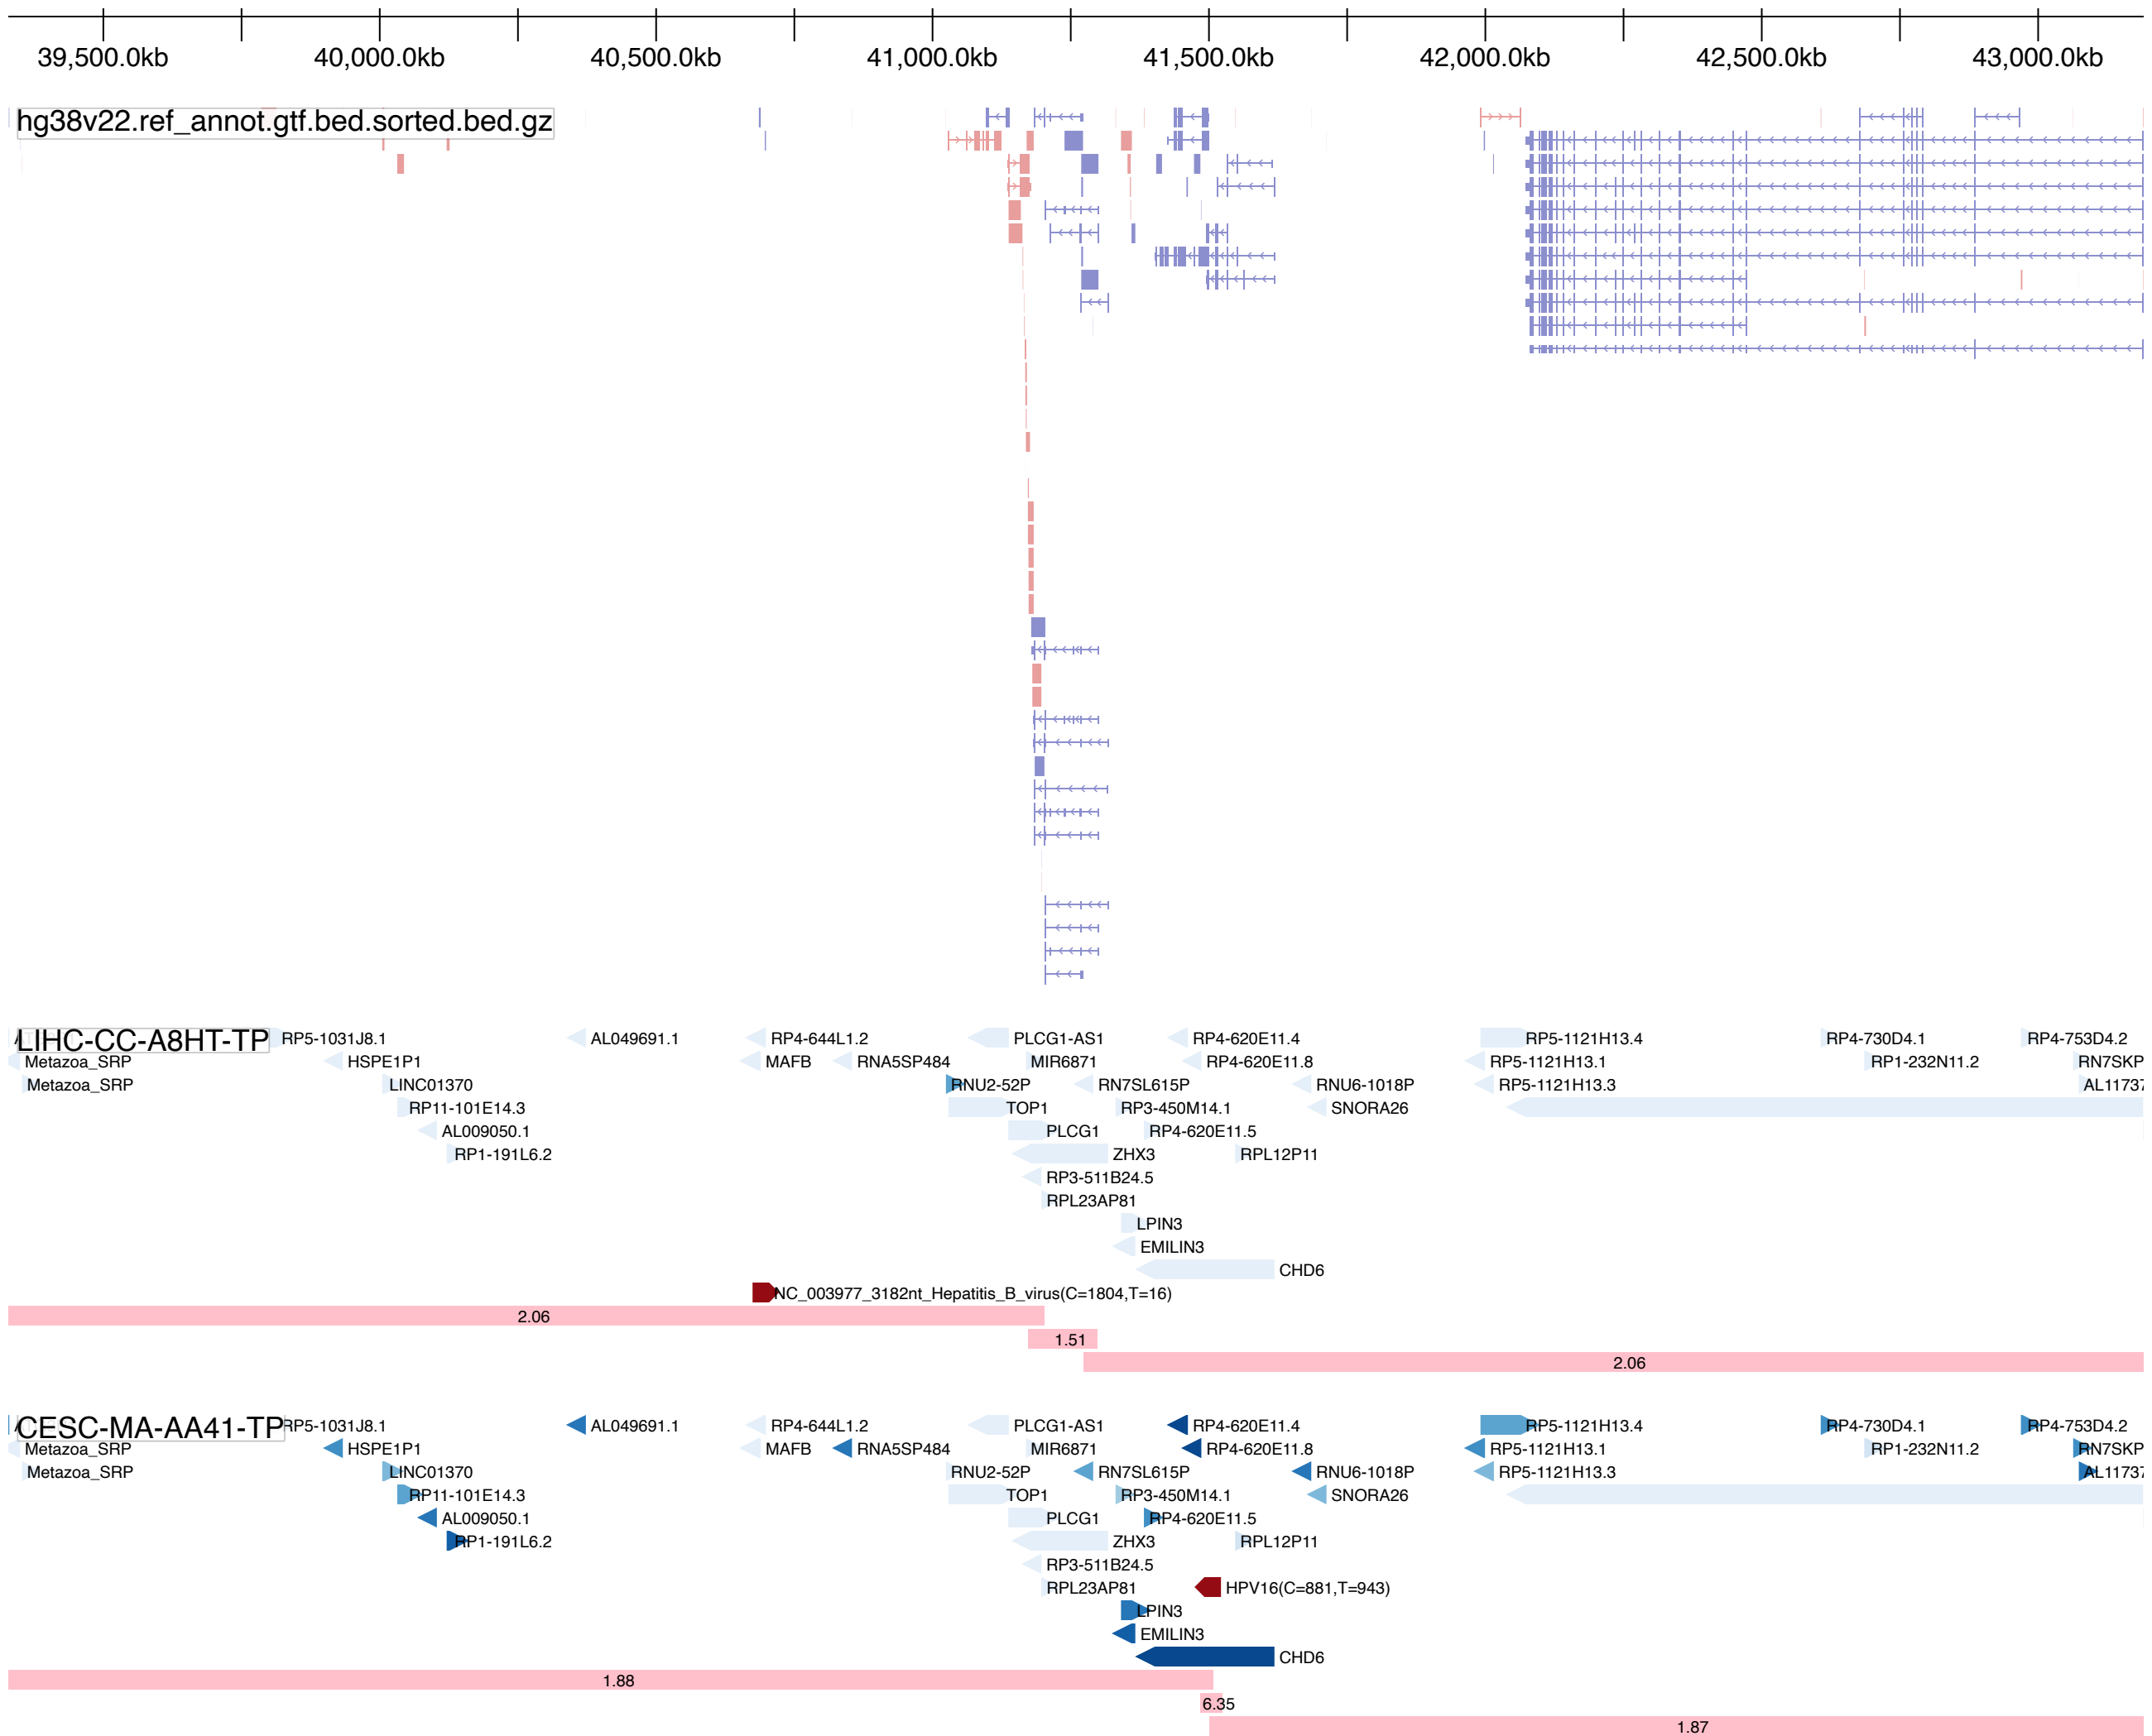 39,500.0kb 40,000.0kb 40,500.0kb 41,000.0kb 41,500.0kb 42,000.0kb 42,500.0kb 43,000.0kb
hg38v22.ref_annot.gtf.bed.sorted.bed.gz
LIHC-CC-A8HT-TP RP5-1031J8.1 AL049691.1 RP4-644L1.2 PLCG1-AS1 RP4-620E11.4 RP5-1121H13.4 RP4-730D4.1 RP4-753D4.2
Metazoa_SRP HSPE1P1 MAFB RNA5SP484 MIR6871 RP4-620E11.8 RP5-1121H13.1 RP1-232N11.2 RN7SKP
Metazoa_SRP LINC01370 RNU2-52P RN7SL615P RNU6-1018P RP5-1121H13.3 AL11737
RP11-101E14.3 TOP1 RP3-450M14.1 SNORA26
AL009050.1 PLCG1 RP4-620E11.5
RP1-191L6.2 ZHX3 RPL12P11
RP3-511B24.5
RPL23AP81
LPIN3
EMILIN3
CHD6
NC_003977_3182nt_Hepatitis_B_virus(C=1804,T=16)
2.06
1.51
2.06
CESC-MA-AA41-TP RP5-1031J8.1 AL049691.1 RP4-644L1.2 PLCG1-AS1 RP4-620E11.4 RP5-1121H13.4 RP4-730D4.1 RP4-753D4.2
Metazoa_SRP HSPE1P1 MAFB RNA5SP484 MIR6871 RP4-620E11.8 RP5-1121H13.1 RP1-232N11.2 RN7SKP
Metazoa_SRP LINC01370 RNU2-52P RN7SL615P RNU6-1018P RP5-1121H13.3 AL11737
RP11-101E14.3 TOP1 RP3-450M14.1 SNORA26
AL009050.1 PLCG1 RP4-620E11.5
RP1-191L6.2 ZHX3 RPL12P11
RP3-511B24.5
RPL23AP81 HPV16(C=881,T=943)
LPIN3
EMILIN3
CHD6
1.88
6.35
1.87